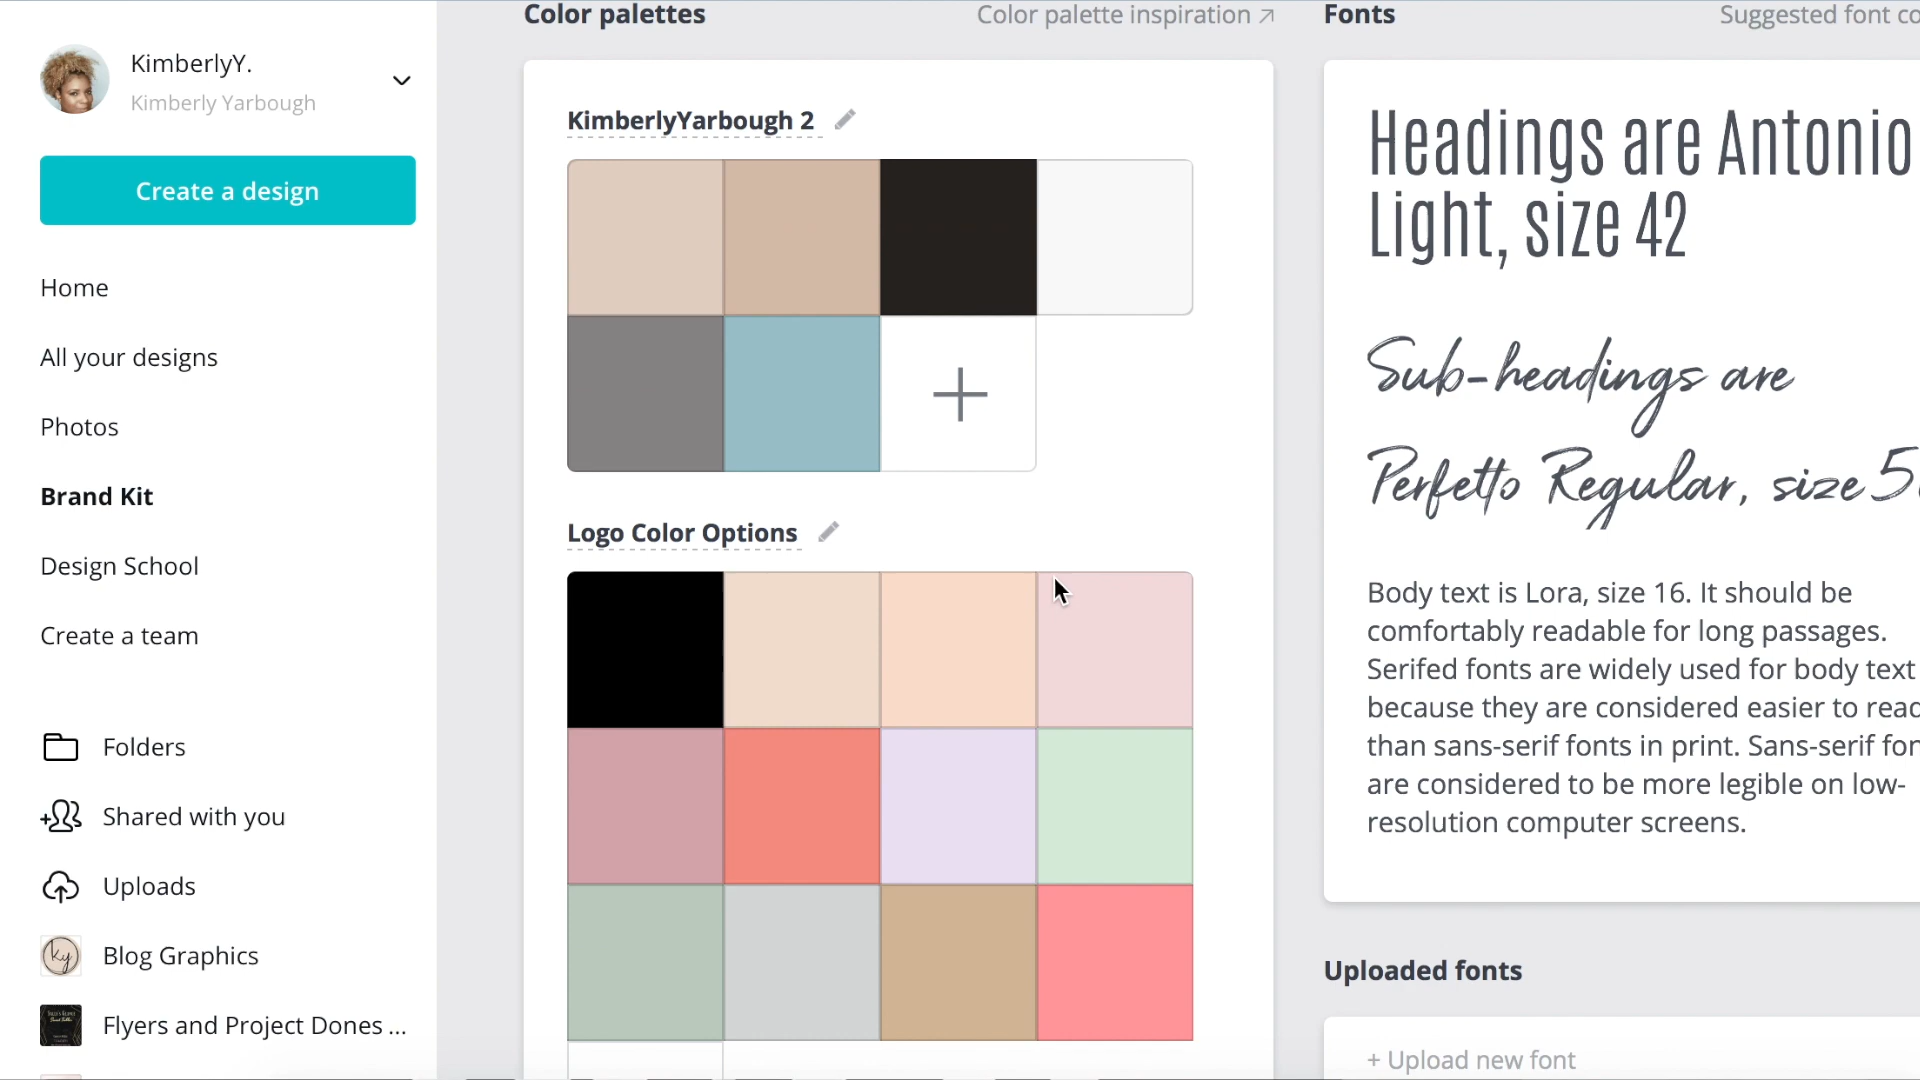 KimberlyY.
Kimberly Yarbough
Create a design
Home
All your designs
Photos
Brand Kit
Design School
Create a team
Folders
Shared with you
Uploads
ky
Blog Graphics
Flyers and Project Dones ...
Color palettes
Color palette inspiration
KimberlyYarbough 2
Logo Color Options
Fonts
Suggested font
Headings are Antonio
Light, size 42
Sub-headings are
Perfetto Regular, size
Body text is Lora, size 16. It should be
comfortably readable for long passages.
Serifed fonts are widely used for body text
because they are considered easier to read
than sans-serif fonts in print. Sans-serif
are considered to be more legible on low-
resolution computer screens.
Uploaded fonts
+ Upload new font